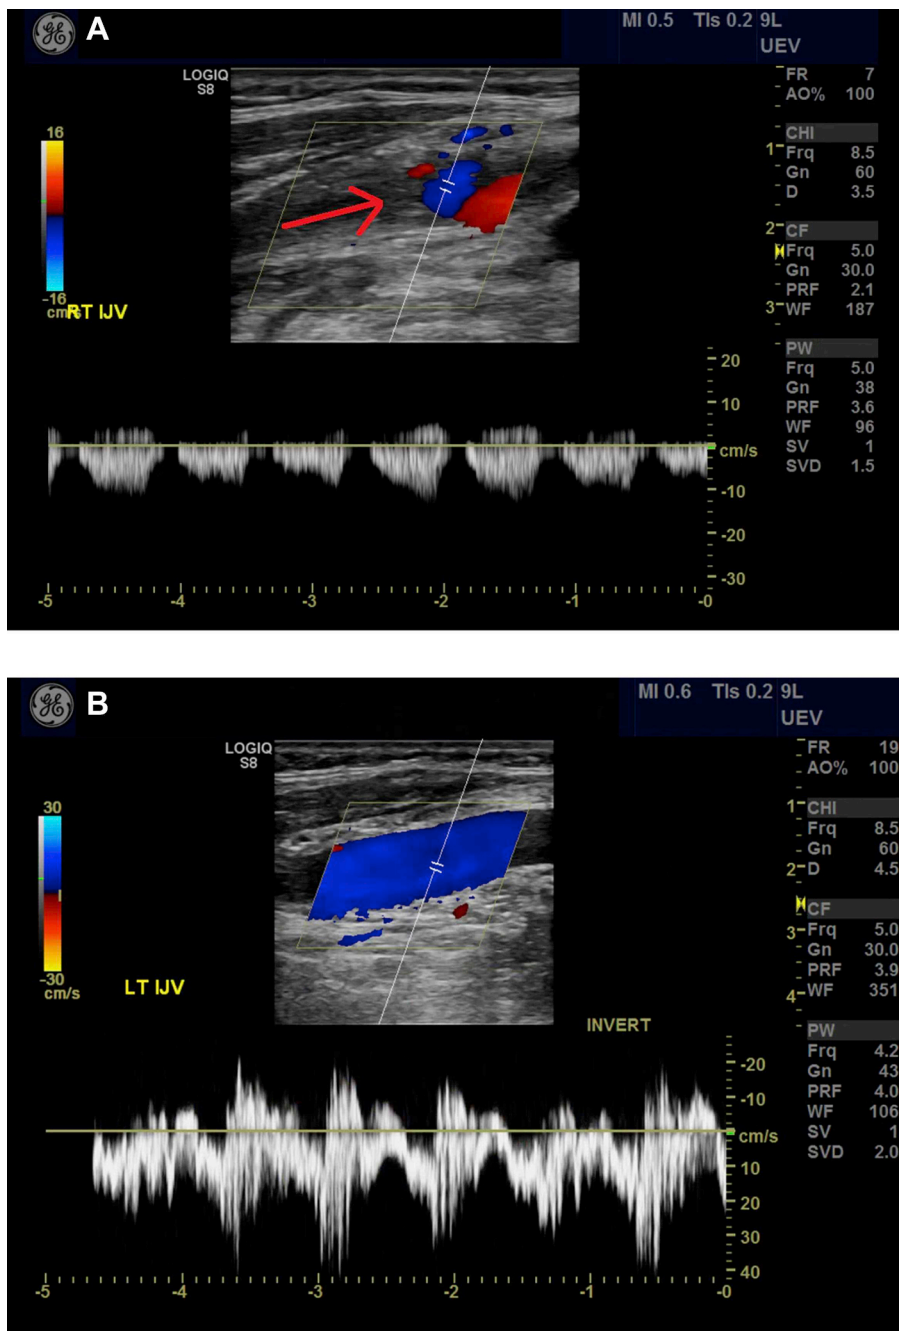 A
MI 0.5 TIs 0.2 9L
UEV
LOGIQ
S8
FR 7
AO% 100
CHI
Frq 8.5
Gn 60
D 3.5
CF
Frq 5.0
Gn 30.0
PRF 2.1
WF 187
PW
Frq 5.0
Gn 38
PRF 3.6
WF 96
SV 1
SVD 1.5
1
2
3
16
-16
cm/s
RT IJV
20
10
cm/s
-10
-20
-30
-5 -4 -3 -2 -1 -0
B
MI 0.6 TIs 0.2 9L
UEV
LOGIQ
S8
FR 19
AO% 100
CHI
Frq 8.5
Gn 60
D 4.5
CF
Frq 5.0
Gn 30.0
PRF 3.9
WF 351
PW
Frq 4.2
Gn 43
PRF 4.0
WF 106
SV 1
SVD 2.0
1
2
3
4
30
-30
cm/s
LT IJV
INVERT
-20
-10
cm/s
10
20
30
40
-5 -4 -3 -2 -1 -0